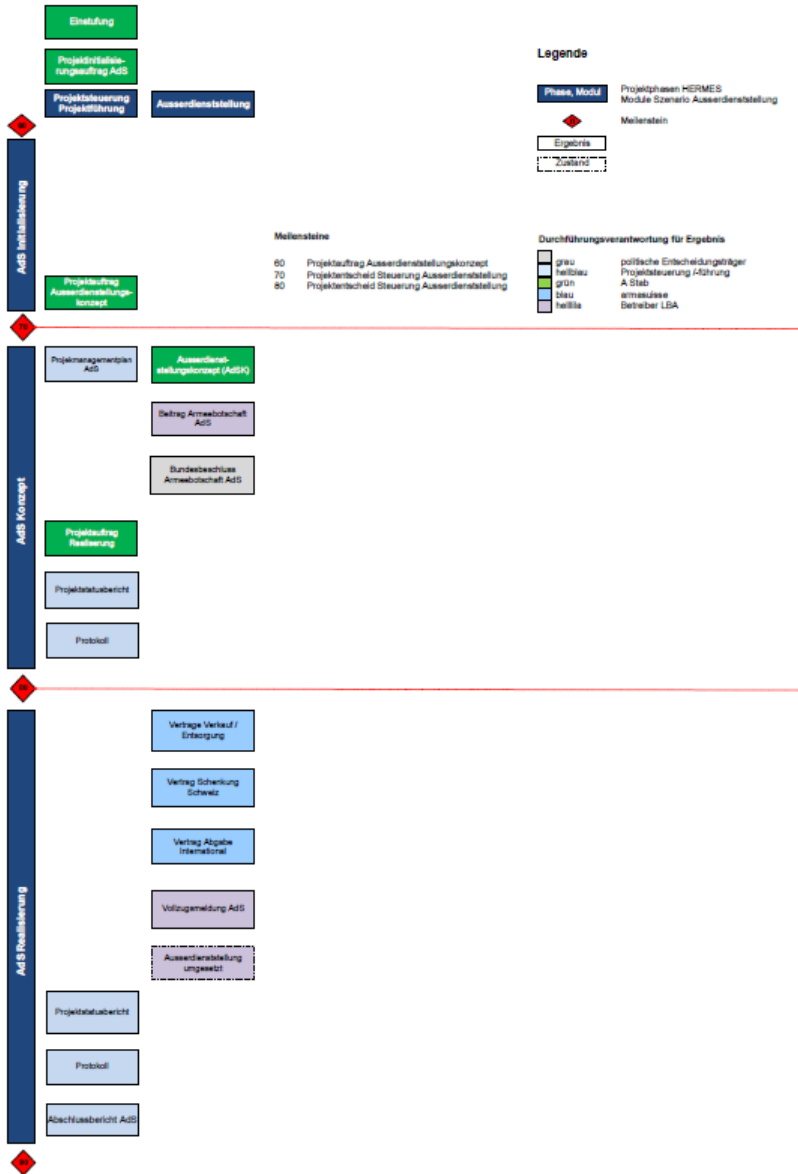 Einstufung
Projektinitialisie-
rungsauftrag AdS
Projektsteuerung
Projektführung
Ausserdienststellung
60
AdS Initialisierung
Projektauftrag
Ausserdienststellungs-
konzept
70
Legende
Phase, Modul
Projektphasen HERMES
Module Szenario Ausserdienststellung
Meilenstein
Ergebnis
Zustand
Meilensteine
60 Projektauftrag Ausserdienststellungskonzept
70 Projektentscheid Steuerung Ausserdienststellung
80 Projektentscheid Steuerung Ausserdienststellung
Durchführungsverantwortung für Ergebnis
grau politische Entscheidungsträger
hellblau Projektsteuerung /-führung
grün A Stab
blau armasuisse
helllila Betreiber LBA
AdS Konzept
Projekmanagementplan
AdS
Ausserdienst-
stellungskonzept (AdSK)
Beitrag Armeebotschaft
AdS
Bundesbeschluss
Armeebotschaft AdS
Projektauftrag
Realiserung
Projektstatusbericht
Protokoll
AdS Realisierung
Vertrage Verkauf /
Entsorgung
Vertrag Schenkung
Schweiz
Vertrag Abgabe
International
Vollzugsmeldung AdS
Ausserdienststellung
umgesetzt
Projektstatusbericht
Protokoll
Abschlussbericht AdS